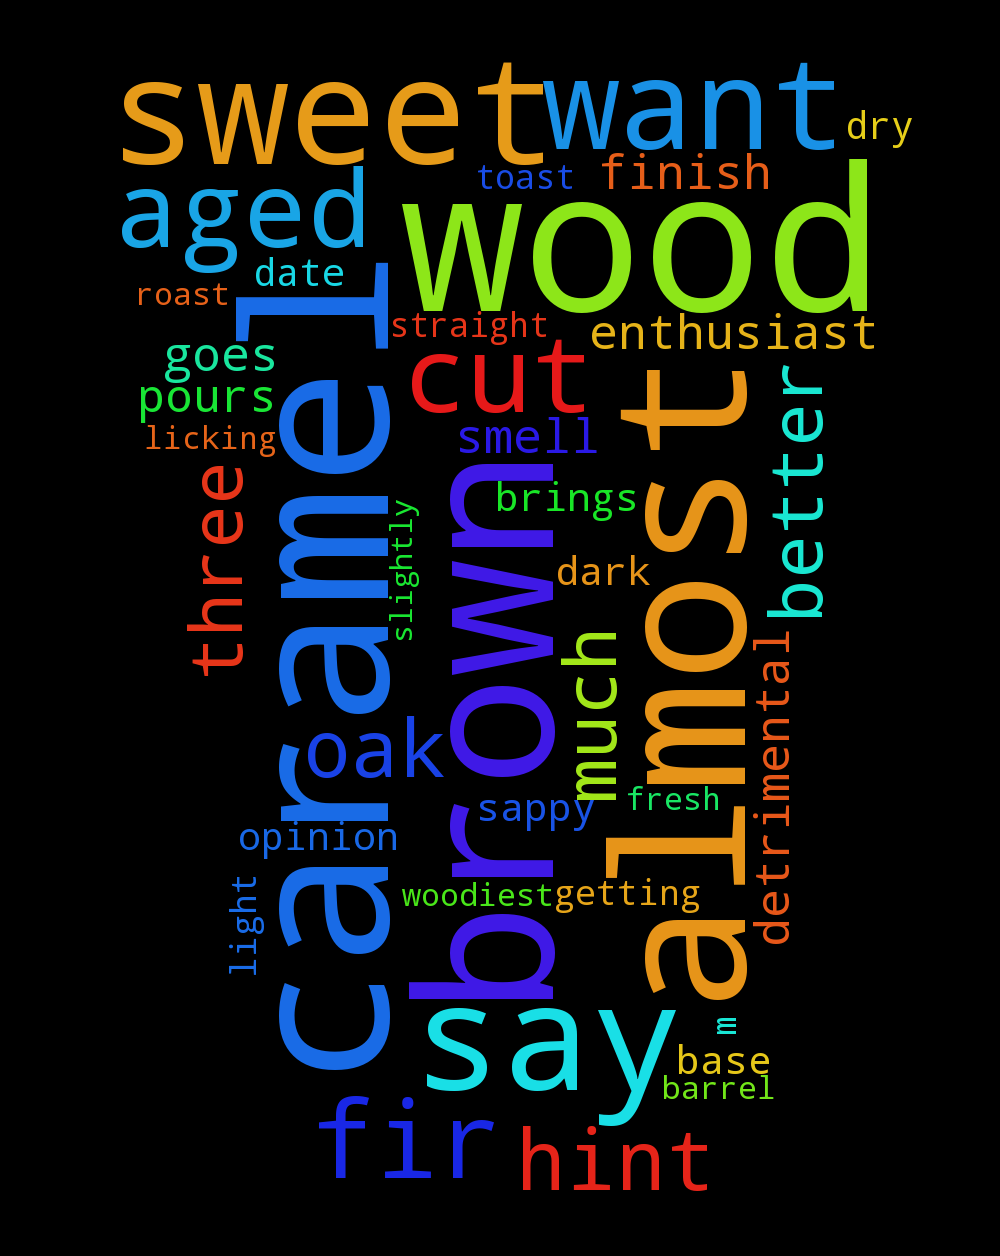 sweet
want
dry
toast
finish
aged
wood
date
roast
straight
enthusiast
goes
cut
pours
licking
smell
caramel
almost
better
three
brings
slightly
brown
dark
much
detrimental
oak
fresh
sappy
opinion
woodiest
getting
light
say
m
base
barrel
fir
hint